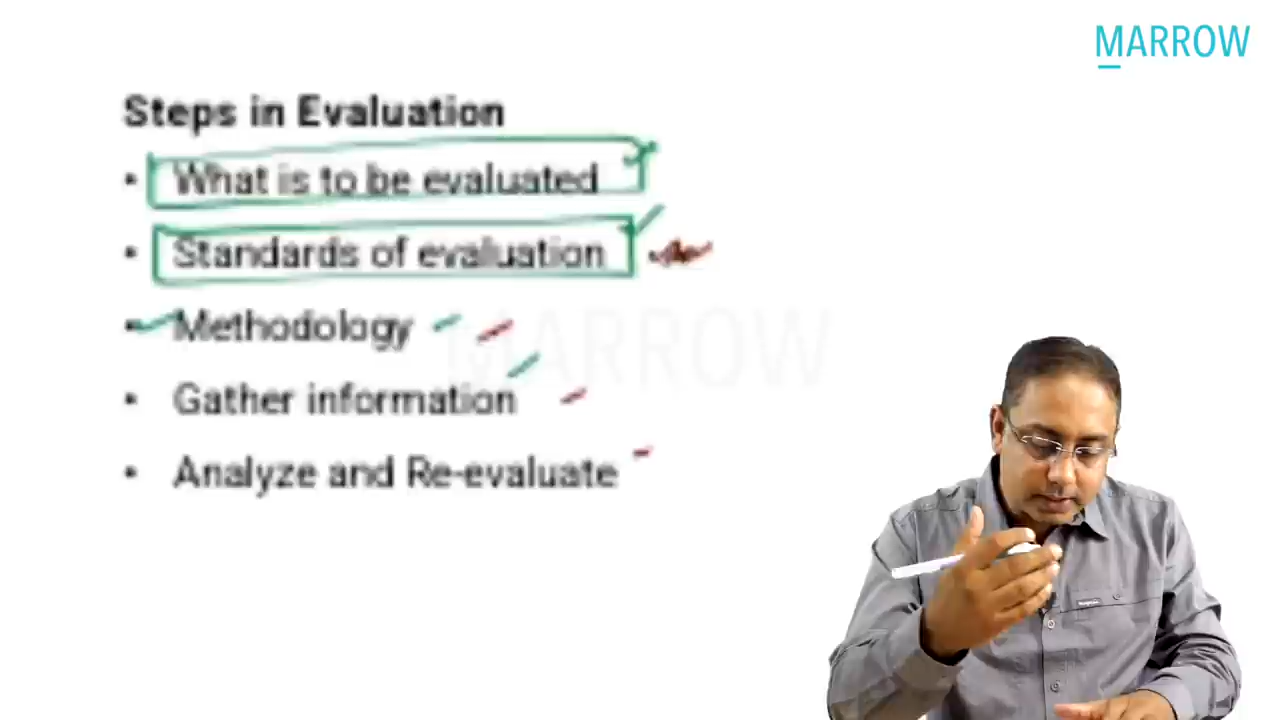 MARROW
Steps in Evaluation
• What is to be evaluated
• Standards of evaluation
• Methodology
MARROW
• Gather information
• Analyze and Re-evaluate